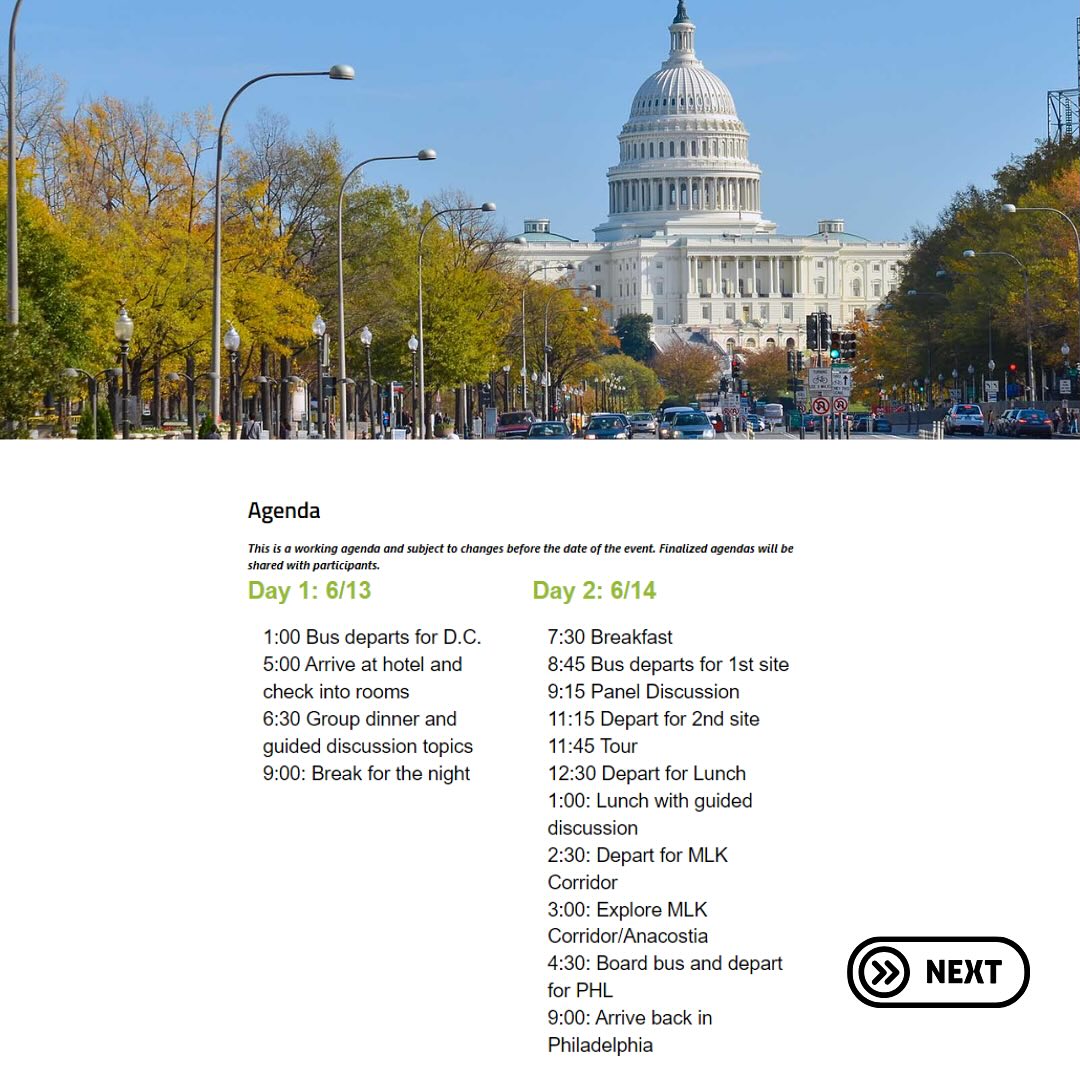 Agenda
This is a working agenda and subject to changes before the date of the event. Finalized agendas will be
shared with participants.
Day 1: 6/13
1:00 Bus departs for D.C.
5:00 Arrive at hotel and
check into rooms
6:30 Group dinner and
guided discussion topics
9:00: Break for the night
Day 2: 6/14
7:30 Breakfast
8:45 Bus departs for 1st site
9:15 Panel Discussion
11:15 Depart for 2nd site
11:45 Tour
12:30 Depart for Lunch
1:00: Lunch with guided
discussion
2:30: Depart for MLK
Corridor
3:00: Explore MLK
Corridor/Anacostia
4:30: Board bus and depart
for PHL
9:00: Arrive back in
Philadelphia
NEXT